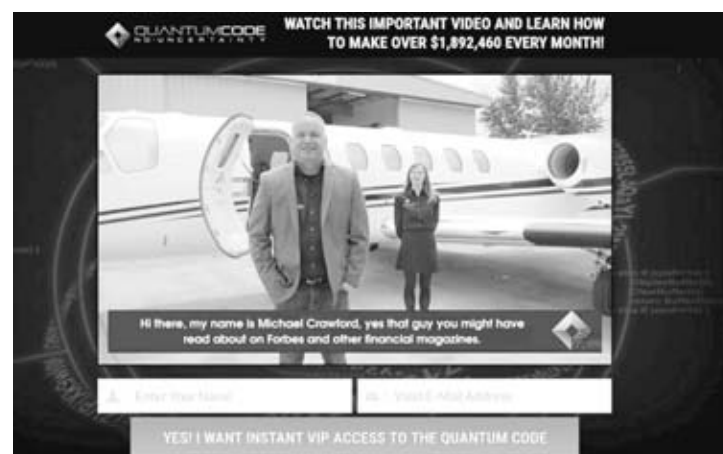 QUANTUMCODE
NO·UNCERTAINTY
WATCH THIS IMPORTANT VIDEO AND LEARN HOW
TO MAKE OVER $1,892,460 EVERY MONTH!
Hi there, my name is Michael Crawford, yes that guy you might have
read about on Forbes and other financial magazines.
Enter Your Name
Valid E-Mail Address
YES! I WANT INSTANT VIP ACCESS TO THE QUANTUM CODE